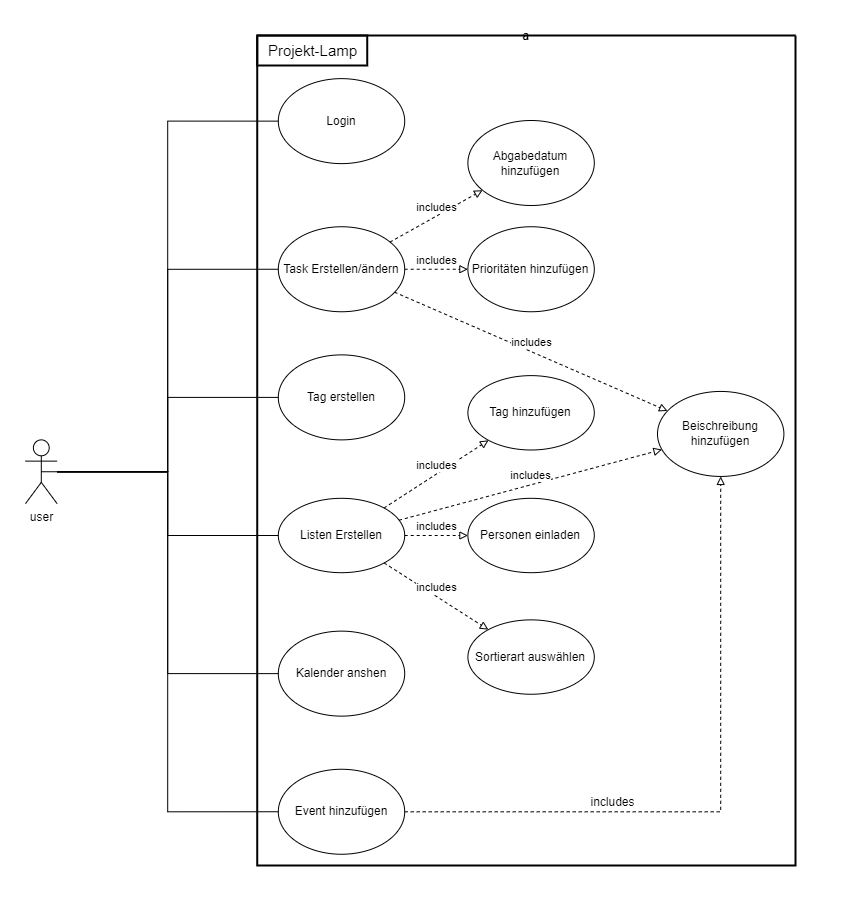 a
Projekt-Lamp
Login
Abgabedatum
hinzufügen
includes
Task Erstellen/ändern
includes
Prioritäten hinzufügen
includes
Tag erstellen
Tag hinzufügen
Beischreibung
hinzufügen
includes
includes
user
Listen Erstellen
includes
Personen einladen
includes
Sortierart auswählen
Kalender anshen
Event hinzufügen
includes